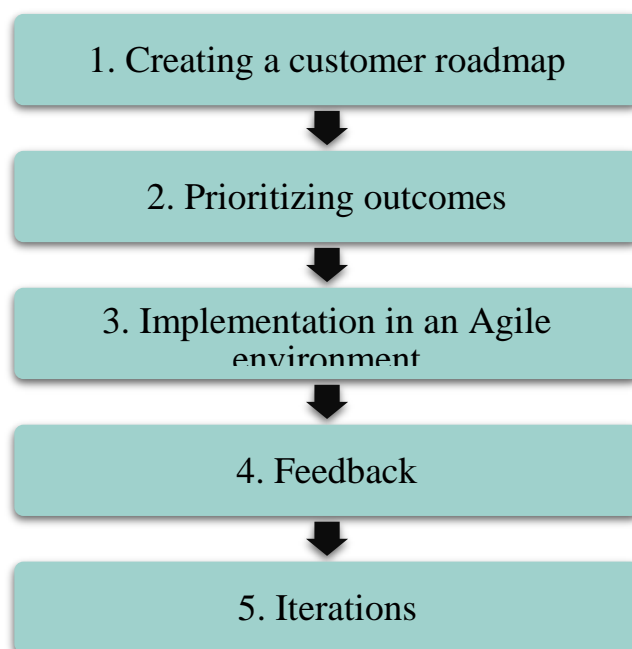 1. Creating a customer roadmap
2. Prioritizing outcomes
3. Implementation in an Agile
environment
4. Feedback
5. Iterations